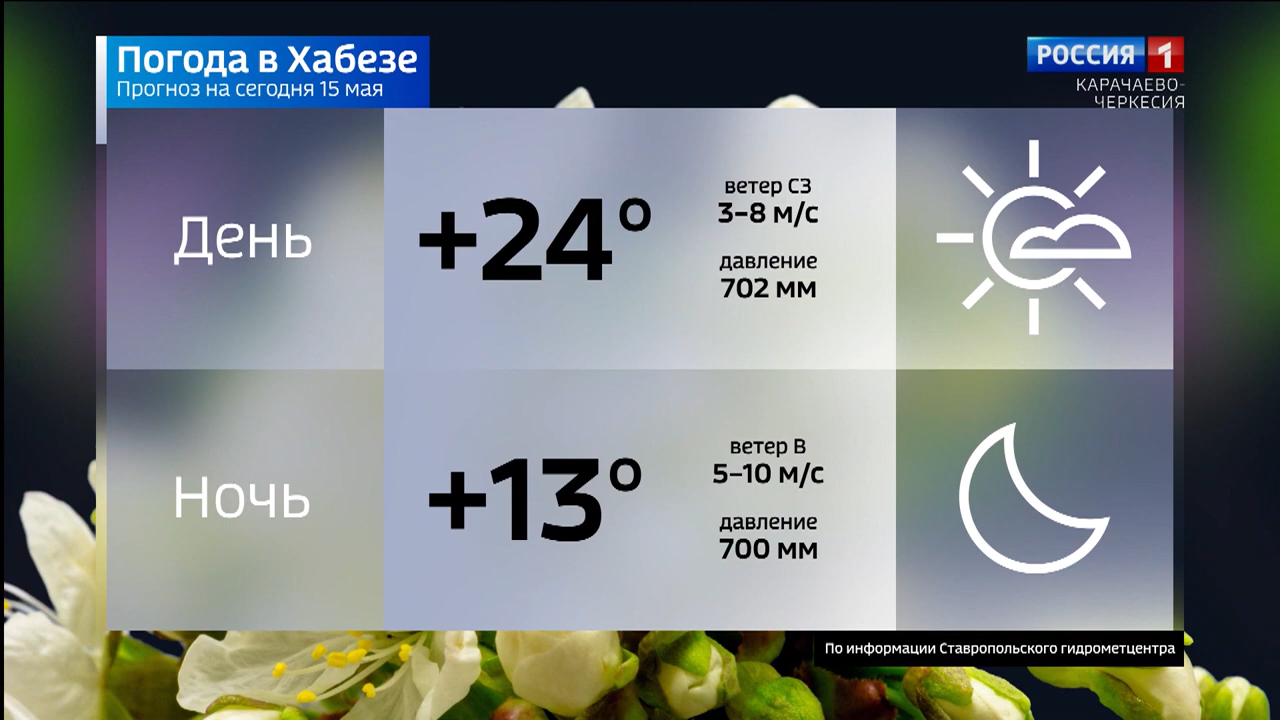 Погода в Хабезе
Прогноз на сегодня 15 мая
РОССИЯ 1
КАРАЧАЕВО-
ЧЕРКЕСИЯ
День
+24°
ветер СЗ
3–8 м/с
давление
702 мм
Ночь
+13°
ветер В
5–10 м/с
давление
700 мм
По информации Ставропольского гидрометцентра